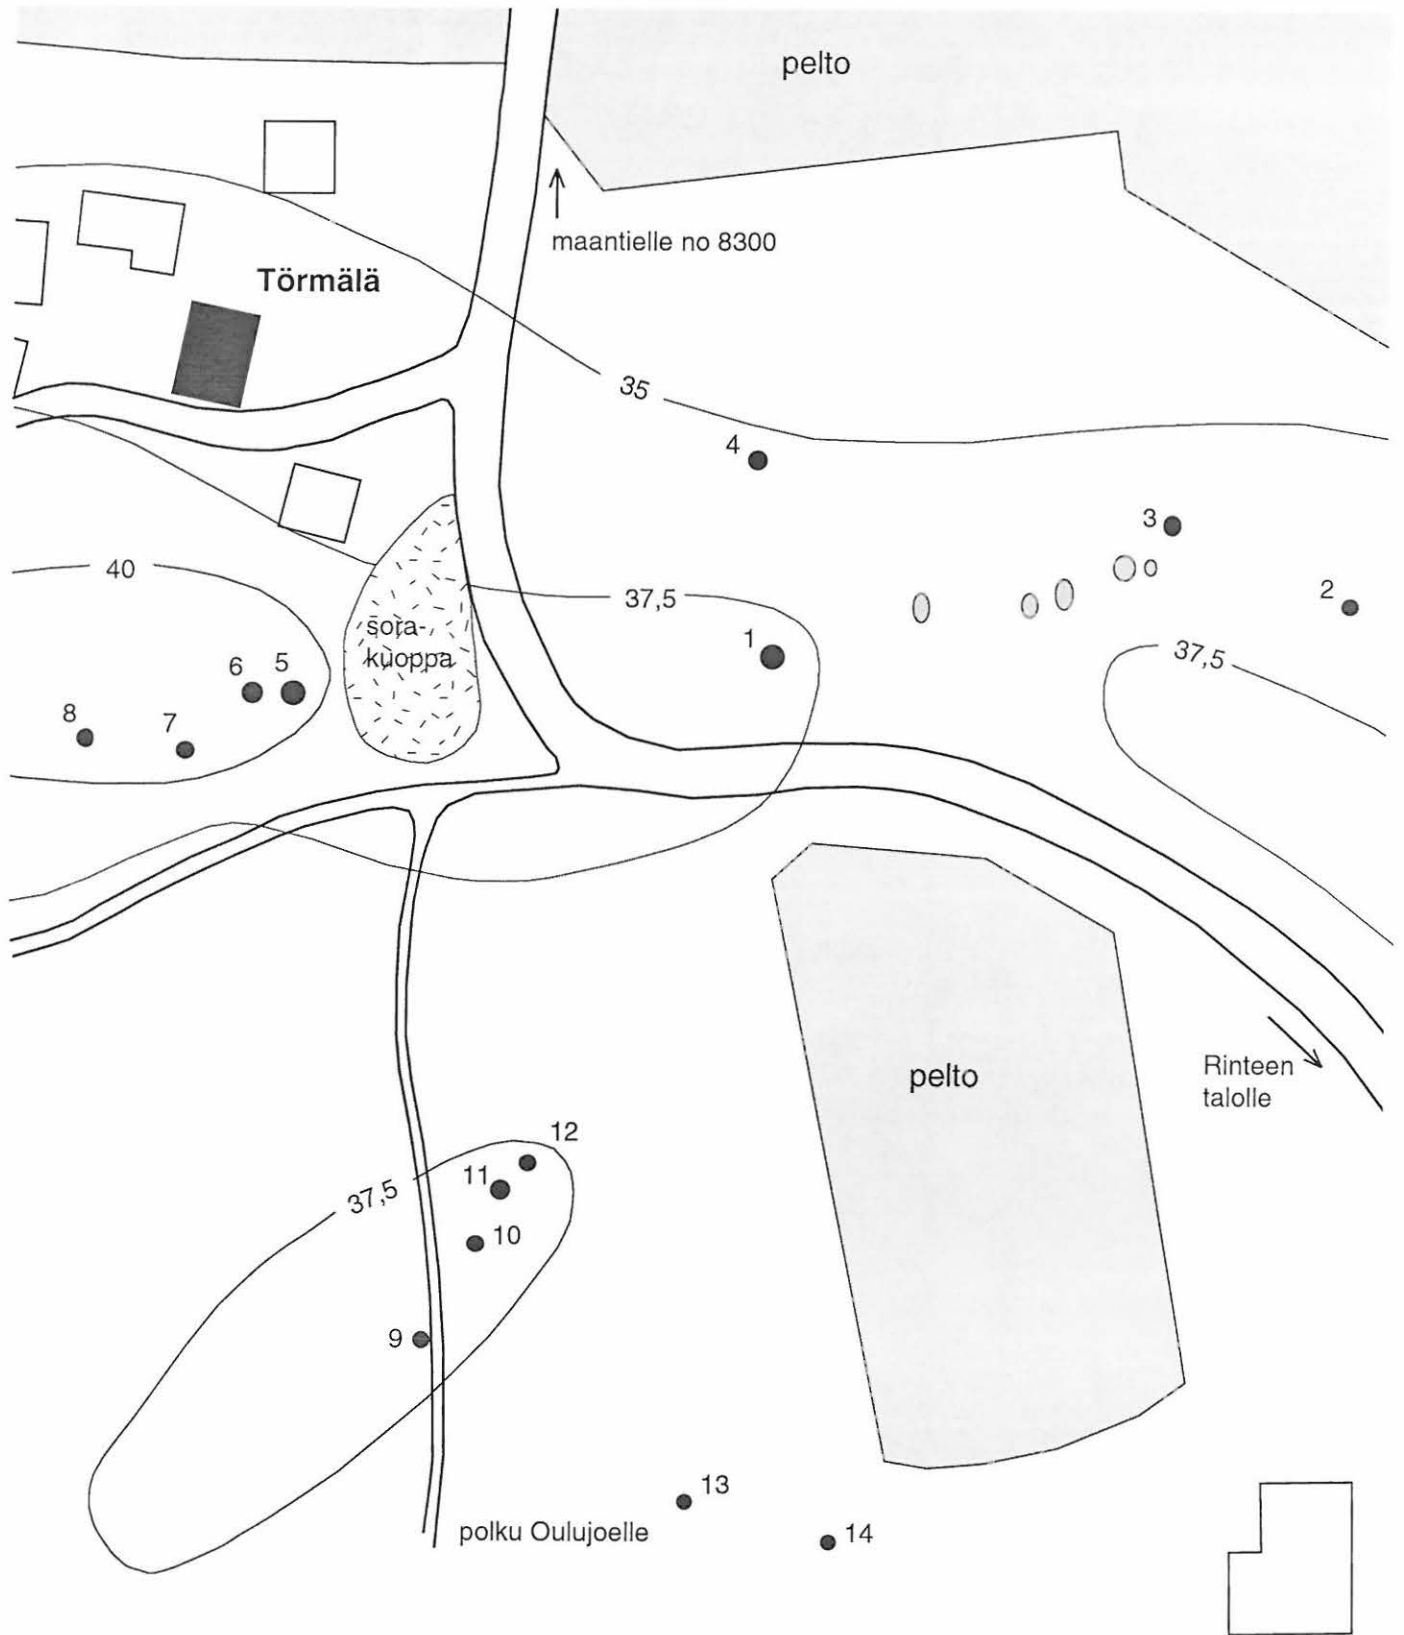 pelto
maantielle no 8300
Törmälä
35
4
3
40
37,5
2
sora-
kuoppa
1
37,5
6
5
8
7
pelto
Rinteen
talolle
12
11
37,5
10
9
13
polku Oulujoelle
14